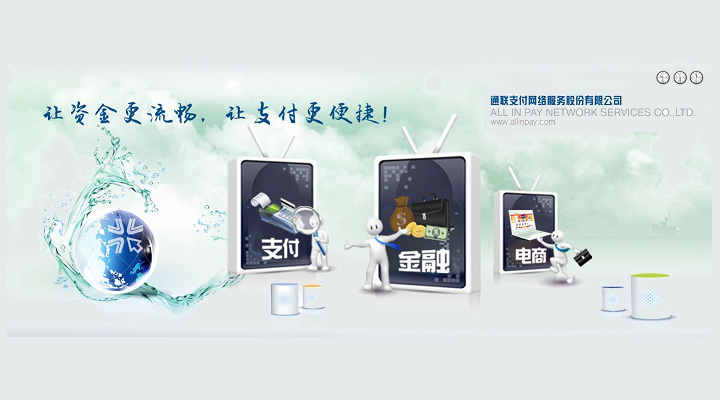 让资金更流畅，让支付更便捷！
通联支付网络服务股份有限公司
ALL IN PAY NETWORK SERVICES CO.,LTD.
www.allinpay.com
支付
金融
电商